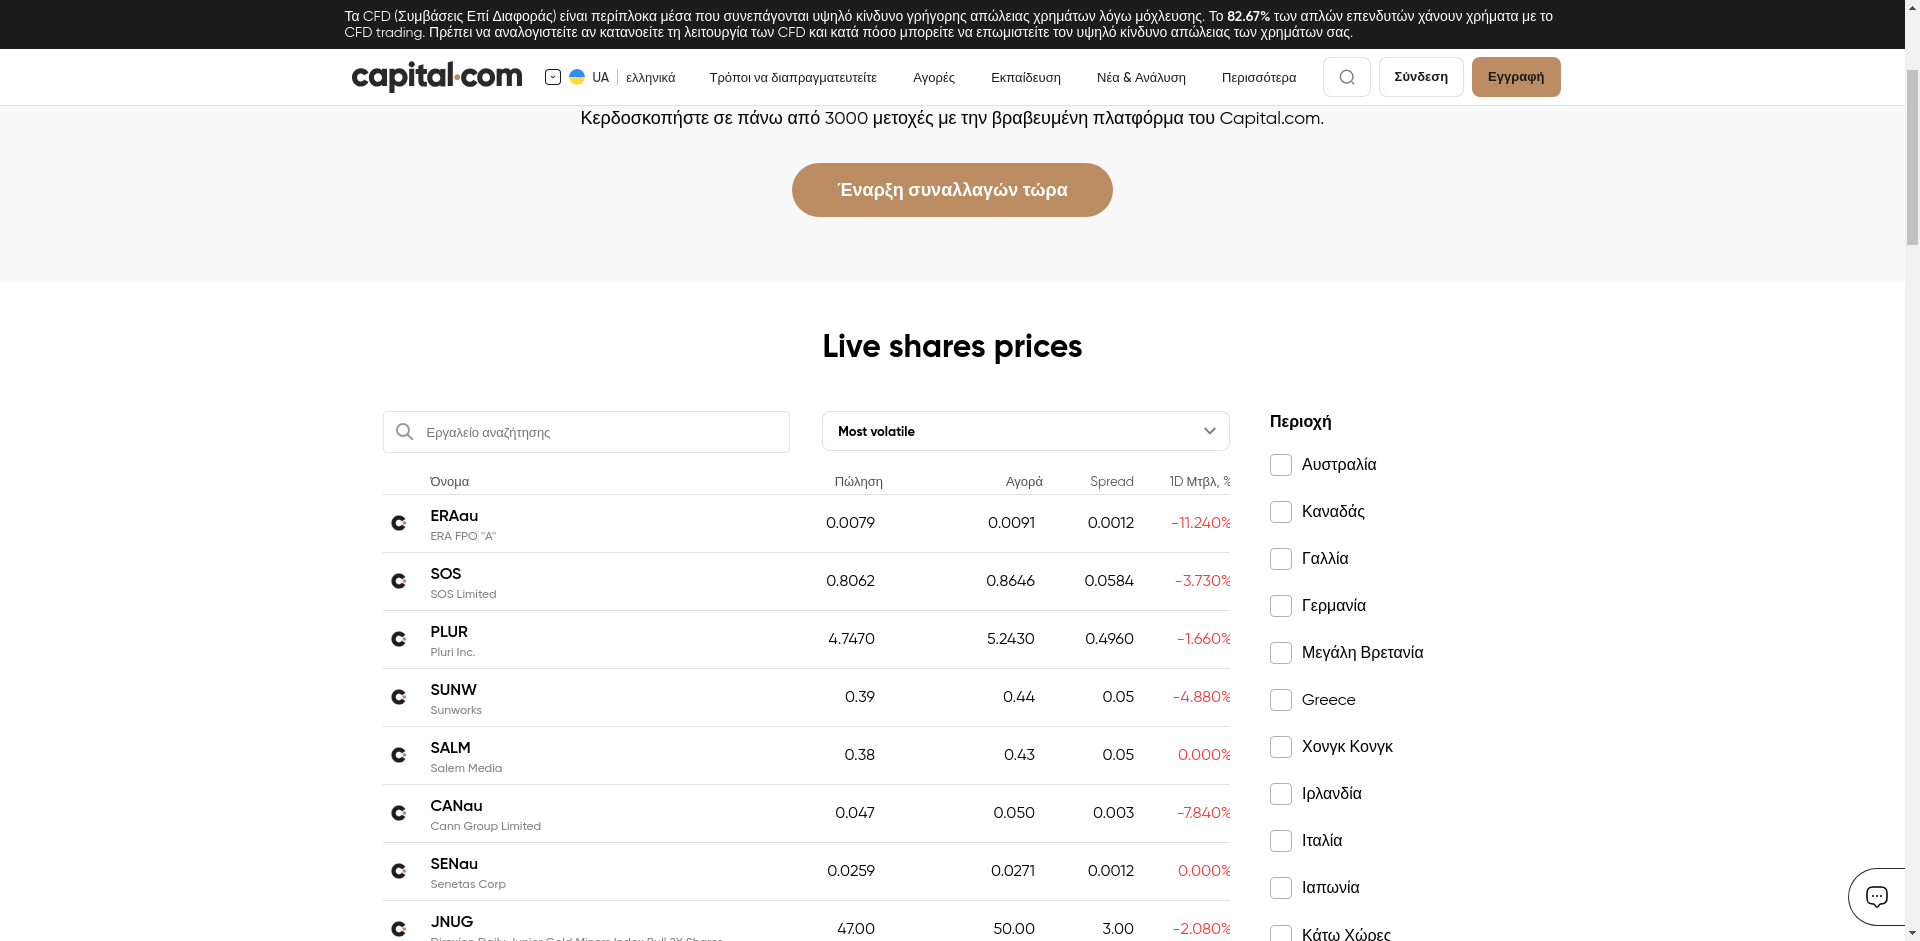 Τα CFD (Συμβάσεις Επί Διαφοράς) είναι περίπλοκα μέσα που συνεπάγονται υψηλό κίνδυνο γρήγορης απώλειας χρημάτων λόγω μόχλευσης. Το 82.67% των απλών επενδυτών χάνουν χρήματα με το
CFD trading. Πρέπει να αναλογιστείτε αν κατανοείτε τη λειτουργία των CFD και κατά πόσο μπορείτε να επωμιστείτε τον υψηλό κίνδυνο απώλειας των χρημάτων σας.
capital.com UA ελληνικά Τρόποι να διαπραγματευτείτε Αγορές Εκπαίδευση Νέα & Ανάλυση Περισσότερα Σύνδεση Εγγραφή
Κερδοσκοπήστε σε πάνω από 3000 μετοχές με την βραβευμένη πλατφόρμα του Capital.com.
Έναρξη συναλλαγών τώρα
Live shares prices
Εργαλείο αναζήτησης Most volatile
Όνομα Πώληση Αγορά Spread 1D Μτβλ, %
ERAau 0.0079 0.0091 0.0012 -11.240%
ERA FPO "A"
SOS 0.8062 0.8646 0.0584 -3.730%
SOS Limited
PLUR 4.7470 5.2430 0.4960 -1.660%
Pluri Inc.
SUNW 0.39 0.44 0.05 -4.880%
Sunworks
SALM 0.38 0.43 0.05 0.000%
Salem Media
CANau 0.047 0.050 0.003 -7.840%
Cann Group Limited
SENau 0.0259 0.0271 0.0012 0.000%
Senetas Corp
JNUG 47.00 50.00 3.00 -2.080%
Direxion Daily Junior Gold Miners Index Bull 2X Shares
Περιοχή
Αυστραλία
Καναδάς
Γαλλία
Γερμανία
Μεγάλη Βρετανία
Greece
Χονγκ Κονγκ
Ιρλανδία
Ιταλία
Ιαπωνία
Κάτω Χώρες